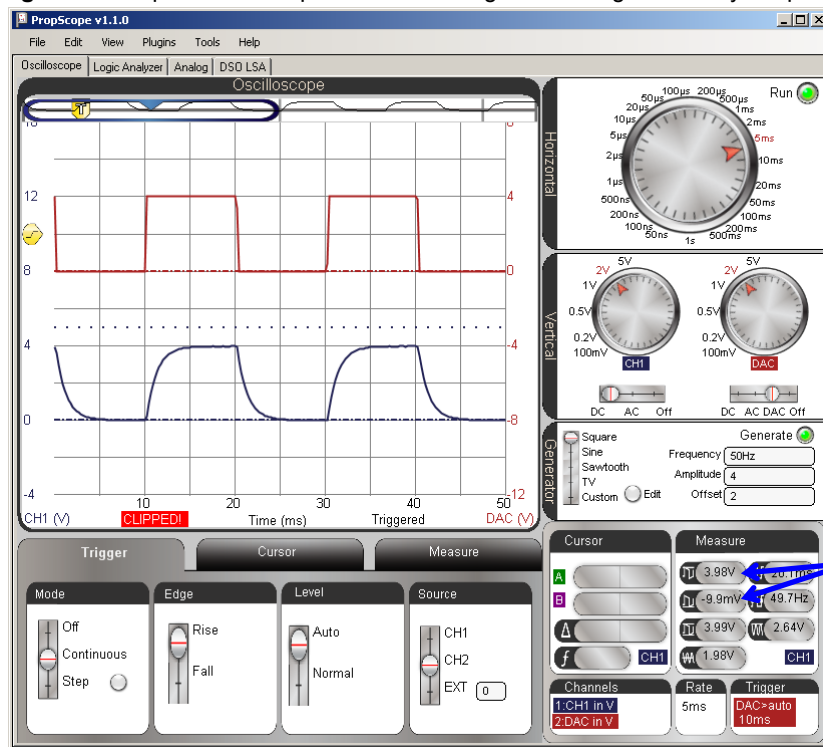 PropScope v1.1.0
File Edit View Plugins Tools Help
Oscilloscope Logic Analyzer Analog DSO LSA
Oscilloscope
T
12
8
4
0
-4
4
0
-4
-8
-12
10 20 30 40 50
CH1 (V) CLIPPED! Time (ms) Triggered DAC (V)
Horizontal
Run
50ns
100ns
200ns
500ns
1µs
2µs
5µs
10µs
20µs
50µs
100µs
200µs
500µs
1ms
2ms
5ms
10ms
20ms
50ms
100ms
200ms
500ms
1s
Vertical
5V
2V
1V
0.5V
0.2V
100mV
CH1
DC AC Off
5V
2V
1V
0.5V
0.2V
100mV
DAC
DC AC DAC Off
Generator
Square
Sine
Sawtooth
TV
Custom Edit
Generate
Frequency 50Hz
Amplitude 4
Offset 2
Trigger Cursor Measure
Mode
Off
Continuous
Step
Edge
Rise
Fall
Level
Auto
Normal
Source
CH1
CH2
EXT 0
Cursor
A
B
Δ
f CH1
Measure
3.98V
-9.9mV 49.7Hz
3.99V 2.64V
1.98V CH1
Channels
1:CH1 in V
2:DAC in V
Rate
5ms
Trigger
DAC>auto
10ms